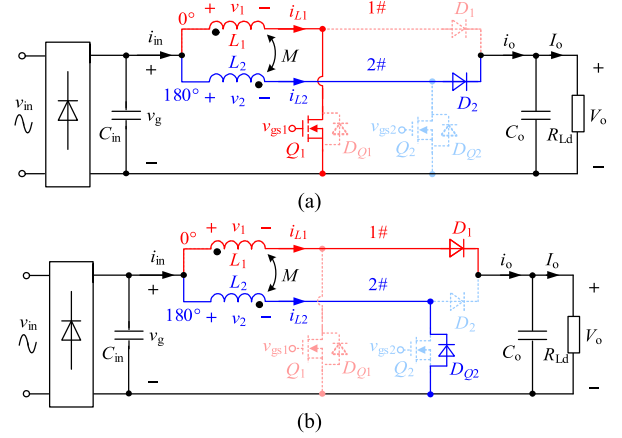 0° + v1 − iL1 1# D1
iin L1 io Io
+ L2 M 2# + 
vin 180° + v2 − iL2 D2
vg vgs1 vgs2 Vo
Cin Q1 DQ1 Q2 DQ2 Co RLd
− −
(a)
0° + v1 − iL1 1# D1
iin L1 io Io
+ L2 M 2# +
vin 180° + v2 − iL2 D2
vg vgs1 vgs2 Vo
Cin Q1 DQ1 Q2 DQ2 Co RLd
− −
(b)